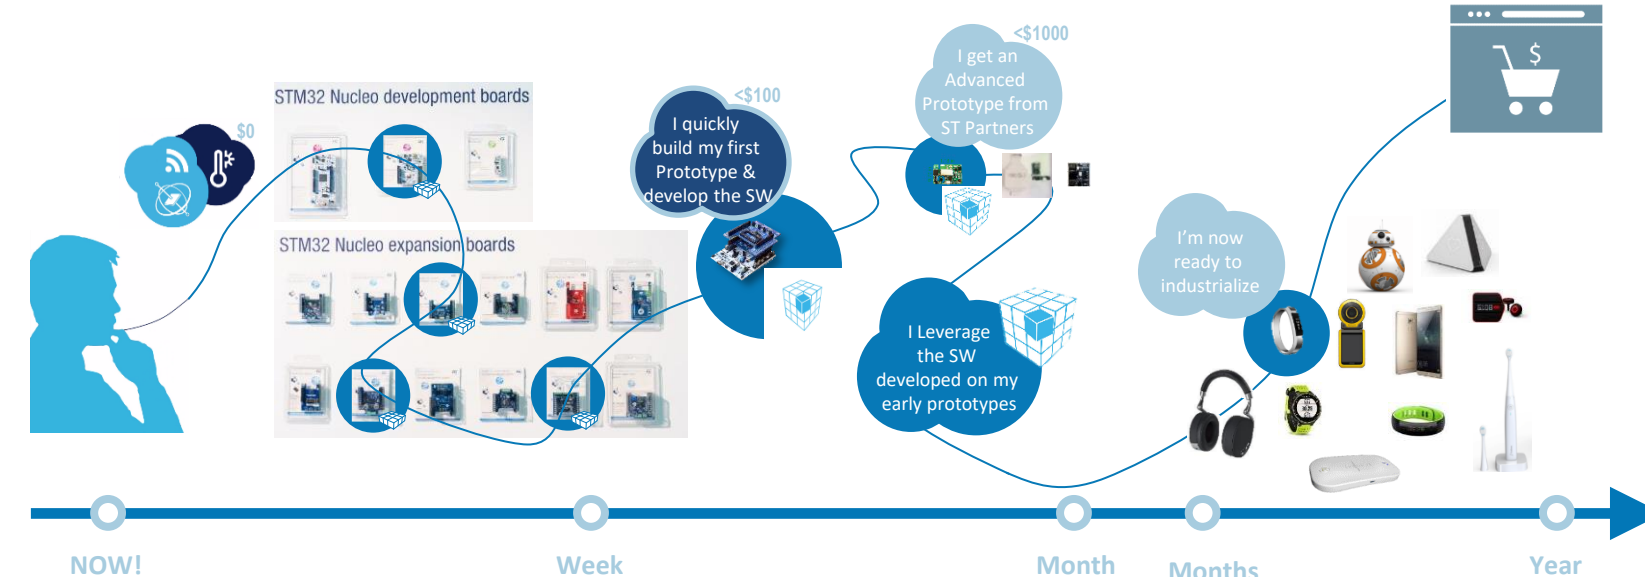 $0
STM32 Nucleo development boards
STM32 Nucleo expansion boards
<$100
I quickly
build my first
Prototype &
develop the SW
<$1000
I get an
Advanced
Prototype from
ST Partners
I Leverage
the SW
developed on my
early prototypes
I'm now
ready to
industrialize
$
NOW!
Week
Month
Months
Year